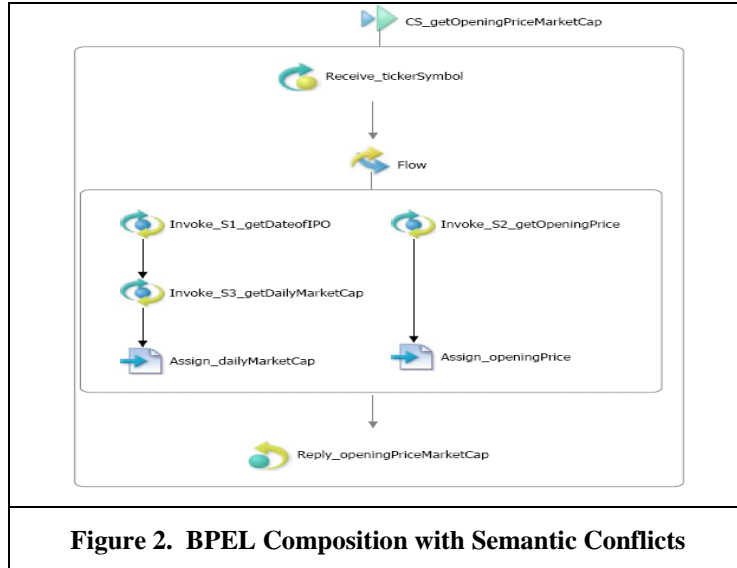 CS_getOpeningPriceMarketCap
Receive_tickerSymbol
Flow
Invoke_S1_getDateofIPO
Invoke_S2_getOpeningPrice
Invoke_S3_getDailyMarketCap
Assign_dailyMarketCap
Assign_openingPrice
Reply_openingPriceMarketCap
Figure 2. BPEL Composition with Semantic Conflicts